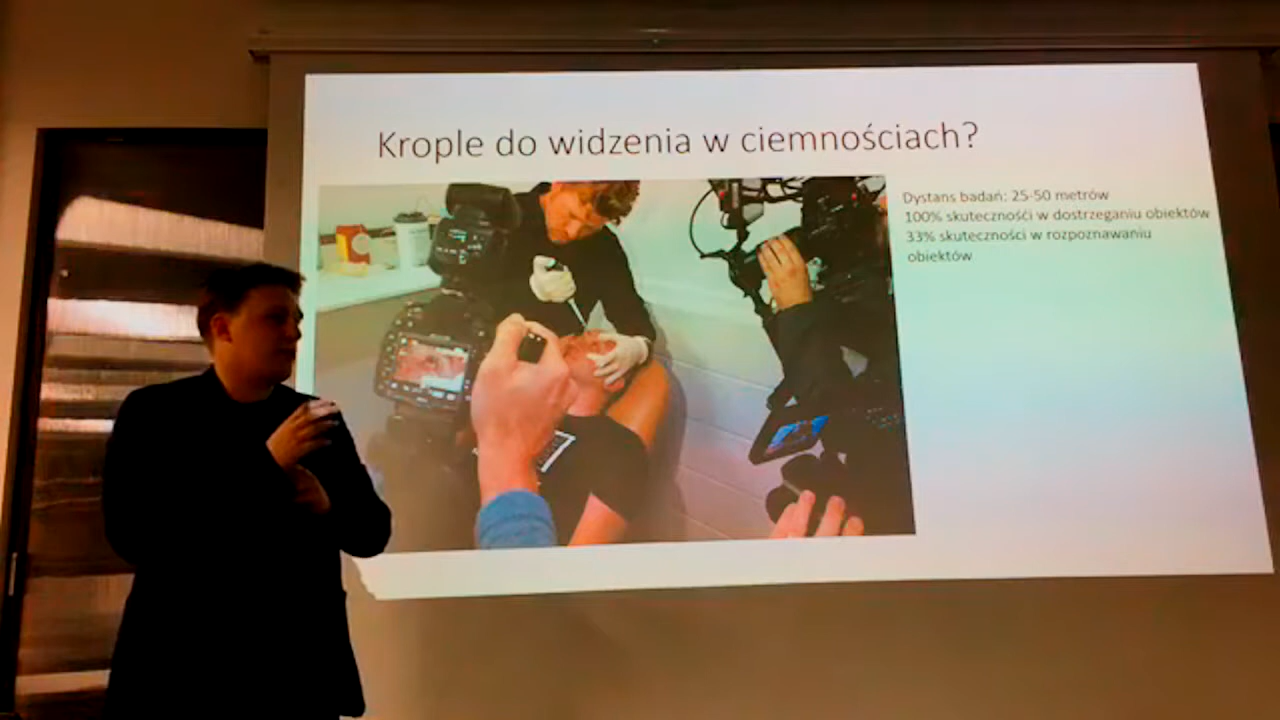 Krople do widzenia w ciemnościach?
Dystans badań: 25-50 metrów
100% skuteczności w dostrzeganiu obiektów
33% skuteczności w rozpoznawaniu
obiektów